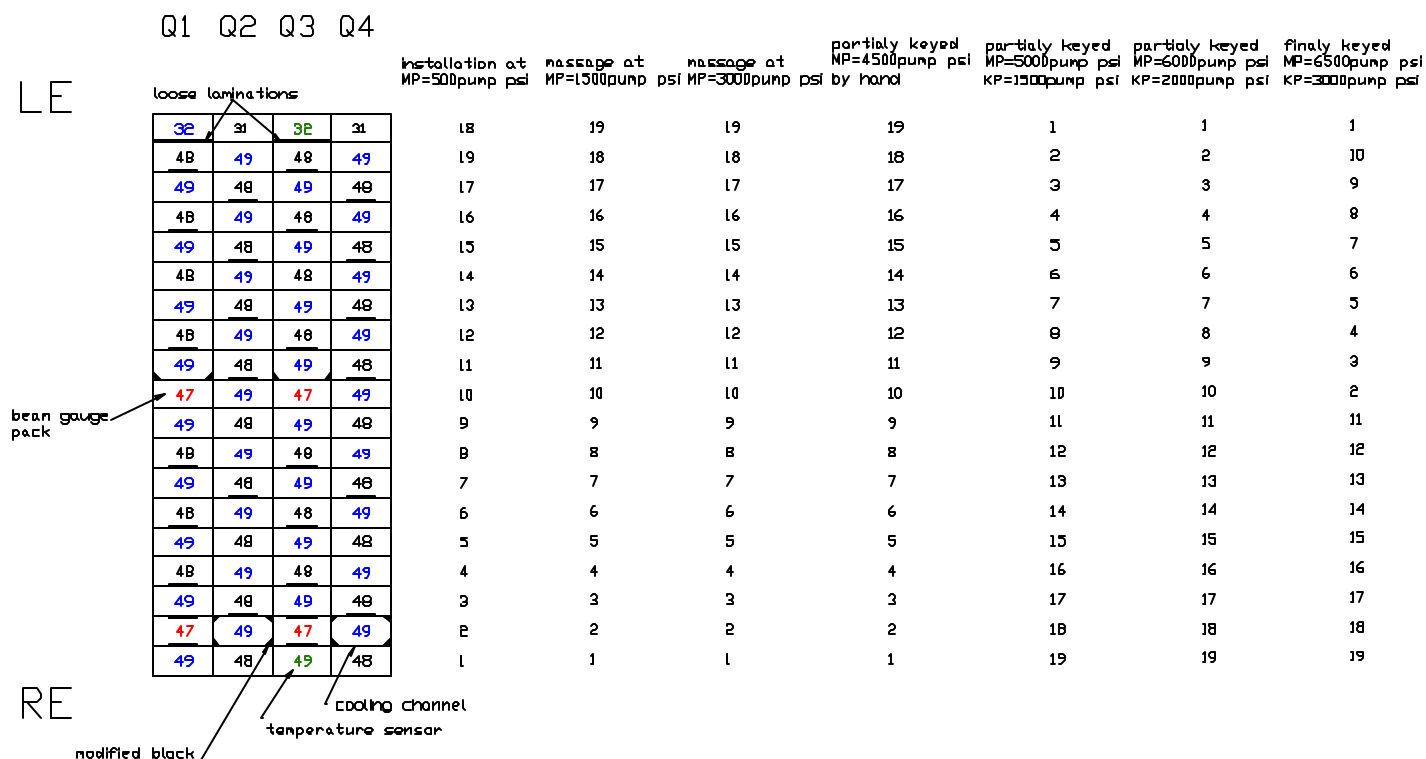 Q1 Q2 Q3 Q4
installation at
MP=500pump psi
massage at
MP=1500pump psi
massage at
MP=3000pump psi
partialy keyed
MP=4500pump psi
by hand
partialy keyed
MP=5000pump psi
KP=1500pump psi
partialy keyed
MP=6000pump psi
KP=2000pump psi
finaly keyed
MP=6500pump psi
KP=3000pump psi
LE
loose laminations
32 31 32 31 18 19 19 19 1 1 1
48 49 48 49 19 18 18 18 2 2 10
49 48 49 48 17 17 17 17 3 3 9
48 49 48 49 16 16 16 16 4 4 8
49 48 49 48 15 15 15 15 5 5 7
48 49 48 49 14 14 14 14 6 6 6
49 48 49 48 13 13 13 13 7 7 5
48 49 48 49 12 12 12 12 8 8 4
49 48 49 48 11 11 11 11 9 9 3
47 49 47 49 10 10 10 10 10 10 2
beam gauge
pack
49 48 49 48 9 9 9 9 11 11 11
48 49 48 49 8 8 8 8 12 12 12
49 48 49 48 7 7 7 7 13 13 13
48 49 48 49 6 6 6 6 14 14 14
49 48 49 48 5 5 5 5 15 15 15
48 49 48 49 4 4 4 4 16 16 16
49 48 49 48 3 3 3 3 17 17 17
47 49 47 49 2 2 2 2 18 18 18
49 48 49 48 1 1 1 1 19 19 19
RE
cooling channel
temperature sensor
modified block